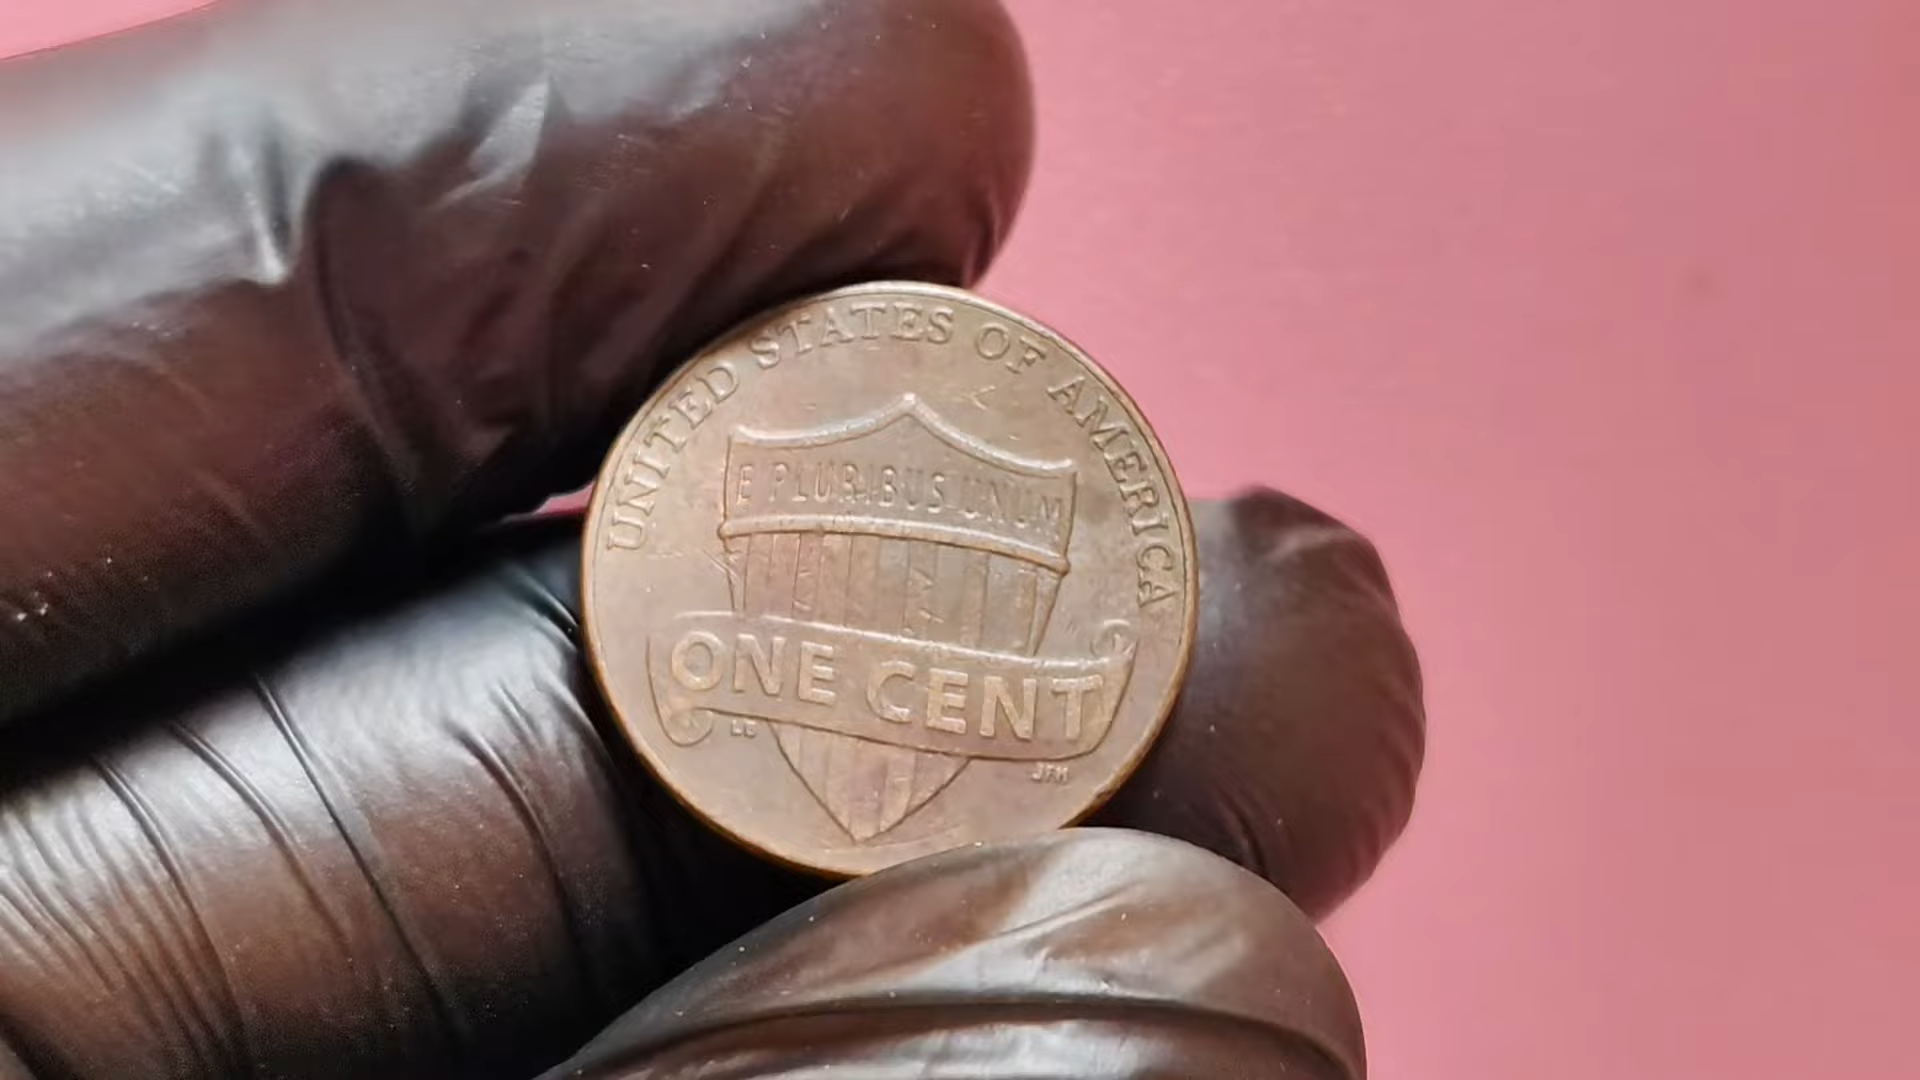 UNITED STATES OF AMERICA
E PLURIBUS UNUM
ONE CENT
LB
JFM